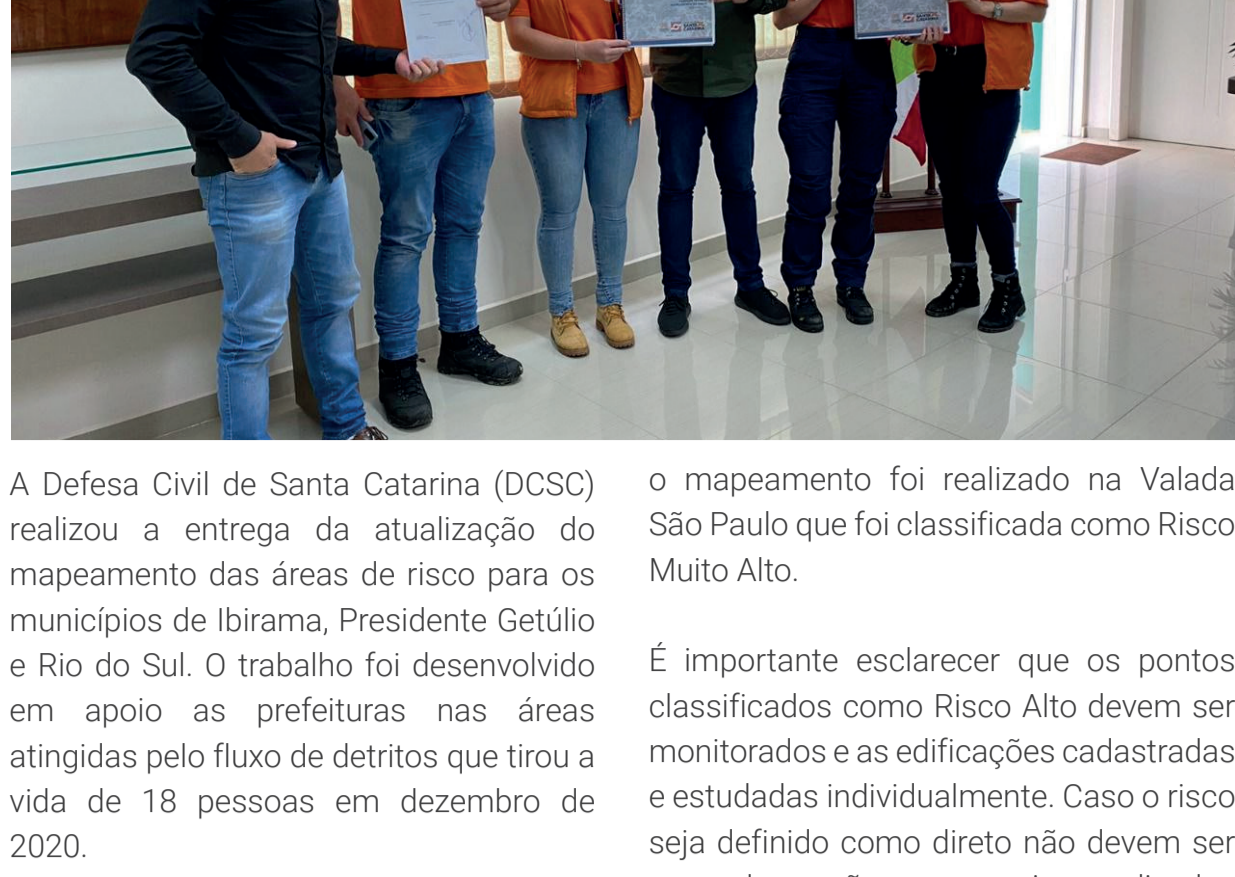 A Defesa Civil de Santa Catarina (DCSC)
realizou a entrega da atualização do
mapeamento das áreas de risco para os
municípios de Ibirama, Presidente Getúlio
e Rio do Sul. O trabalho foi desenvolvido
em apoio as prefeituras nas áreas
atingidas pelo fluxo de detritos que tirou a
vida de 18 pessoas em dezembro de
2020.
o mapeamento foi realizado na Valada
São Paulo que foi classificada como Risco
Muito Alto.
É importante esclarecer que os pontos
classificados como Risco Alto devem ser
monitorados e as edificações cadastradas
e estudadas individualmente. Caso o risco
seja definido como direto não devem ser